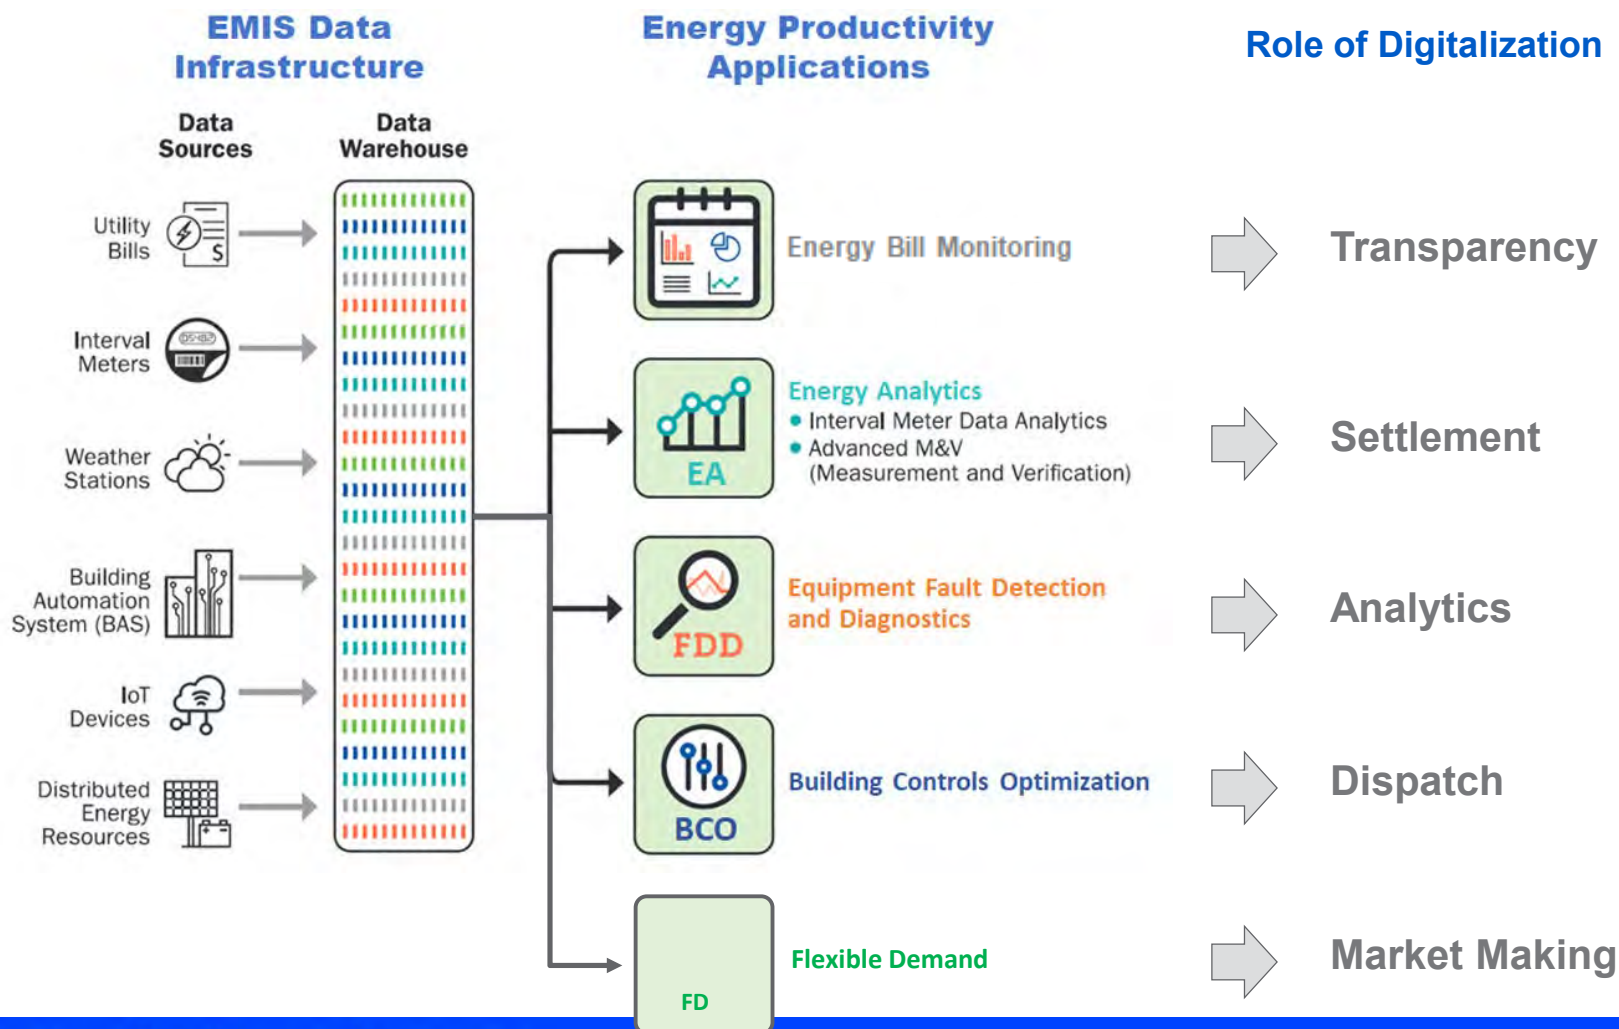 EMIS Data
Infrastructure
Energy Productivity
Applications
Role of Digitalization
Data
Sources
Data
Warehouse
Utility
Bills
$
Interval
Meters
Weather
Stations
Building
Automation
System (BAS)
IoT
Devices
Distributed
Energy
Resources
Energy Bill Monitoring
Transparency
EA
Energy Analytics
• Interval Meter Data Analytics
• Advanced M&V
(Measurement and Verification)
Settlement
FDD
Equipment Fault Detection
and Diagnostics
Analytics
BCO
Building Controls Optimization
Dispatch
FD
Flexible Demand
Market Making